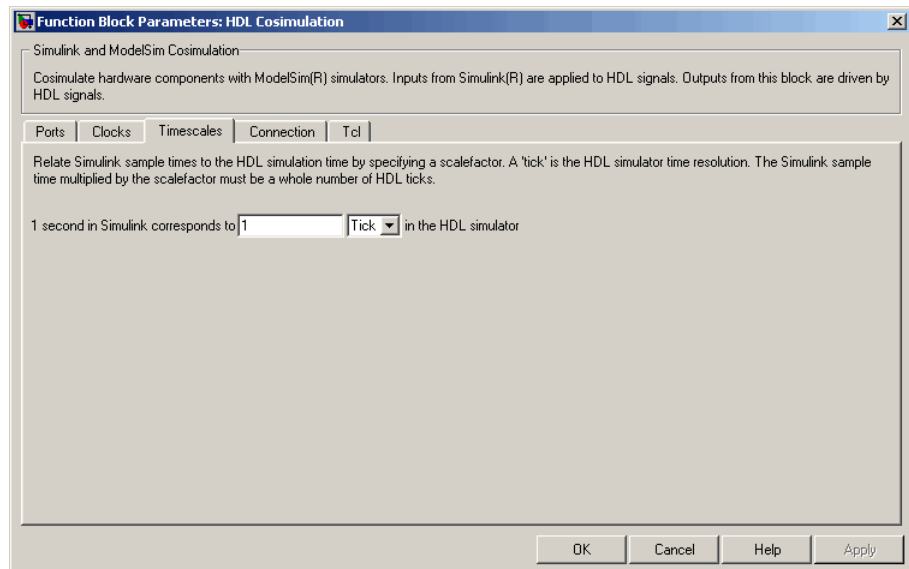 Function Block Parameters: HDL Cosimulation
Simulink and ModelSim Cosimulation
Cosimulate hardware components with ModelSim(R) simulators. Inputs from Simulink(R) are applied to HDL signals. Outputs from this block are driven by
HDL signals.
Ports Clocks Timescales Connection Tcl
Relate Simulink sample times to the HDL simulation time by specifying a scalefactor. A 'tick' is the HDL simulator time resolution. The Simulink sample
time multiplied by the scalefactor must be a whole number of HDL ticks.
1 second in Simulink corresponds to 1 Tick in the HDL simulator
OK Cancel Help Apply